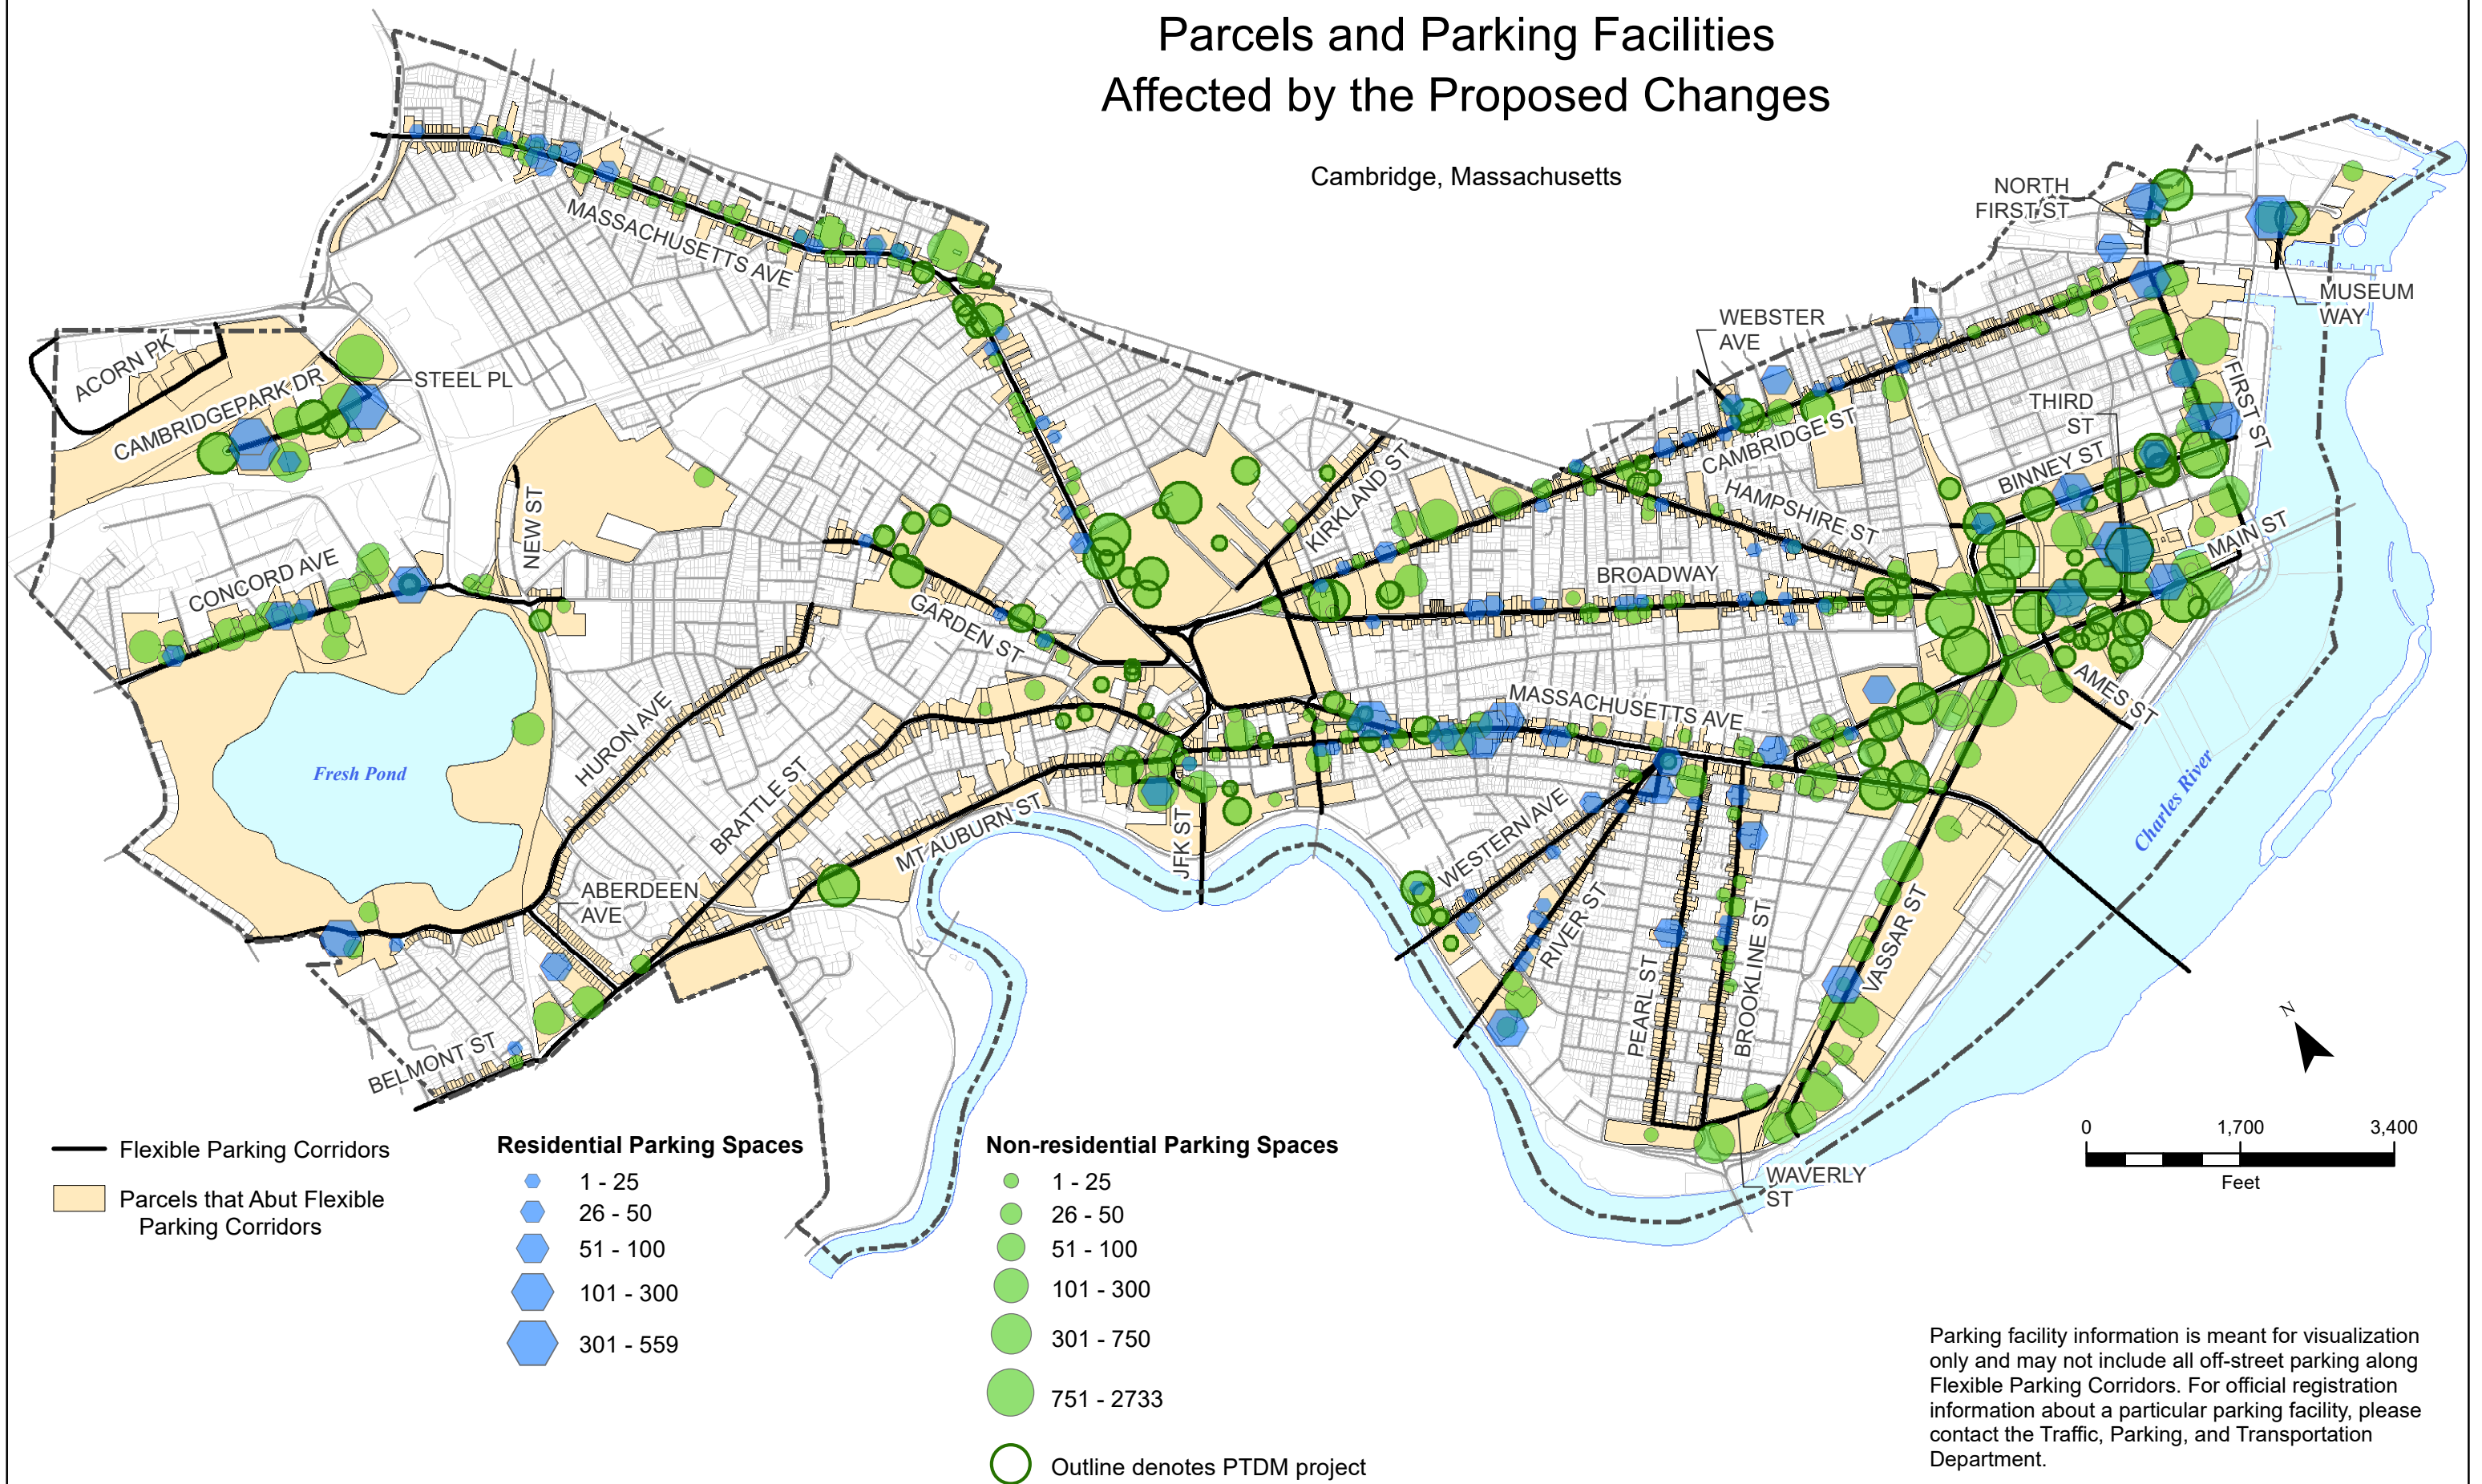 Parcels and Parking Facilities
Affected by the Proposed Changes
Cambridge, Massachusetts
NORTH
FIRST ST
MASSACHUSETTS AVE
MUSEUM
WAY
WEBSTER
AVE
ACORN PK
STEEL PL
CAMBRIDGEPARK DR
FIRST ST
THIRD
ST
CAMBRIDGE ST
KIRKLAND ST
BINNEY ST
HAMPSHIRE ST
NEW ST
MAIN ST
CONCORD AVE
BROADWAY
GARDEN ST
AMES ST
MASSACHUSETTS AVE
HURON AVE
Fresh Pond
BRATTLE ST
Charles River
MT AUBURN ST
JFK ST
WESTERN AVE
ABERDEEN
AVE
RIVER ST
VASSAR ST
BROOKLINE ST
PEARL ST
BELMONT ST
N
WAVERLY
ST
0 1,700 3,400
Feet
Flexible Parking Corridors
Parcels that Abut Flexible
Parking Corridors
Residential Parking Spaces
1 - 25
26 - 50
51 - 100
101 - 300
301 - 559
Non-residential Parking Spaces
1 - 25
26 - 50
51 - 100
101 - 300
301 - 750
751 - 2733
Outline denotes PTDM project
Parking facility information is meant for visualization
only and may not include all off-street parking along
Flexible Parking Corridors. For official registration
information about a particular parking facility, please
contact the Traffic, Parking, and Transportation
Department.